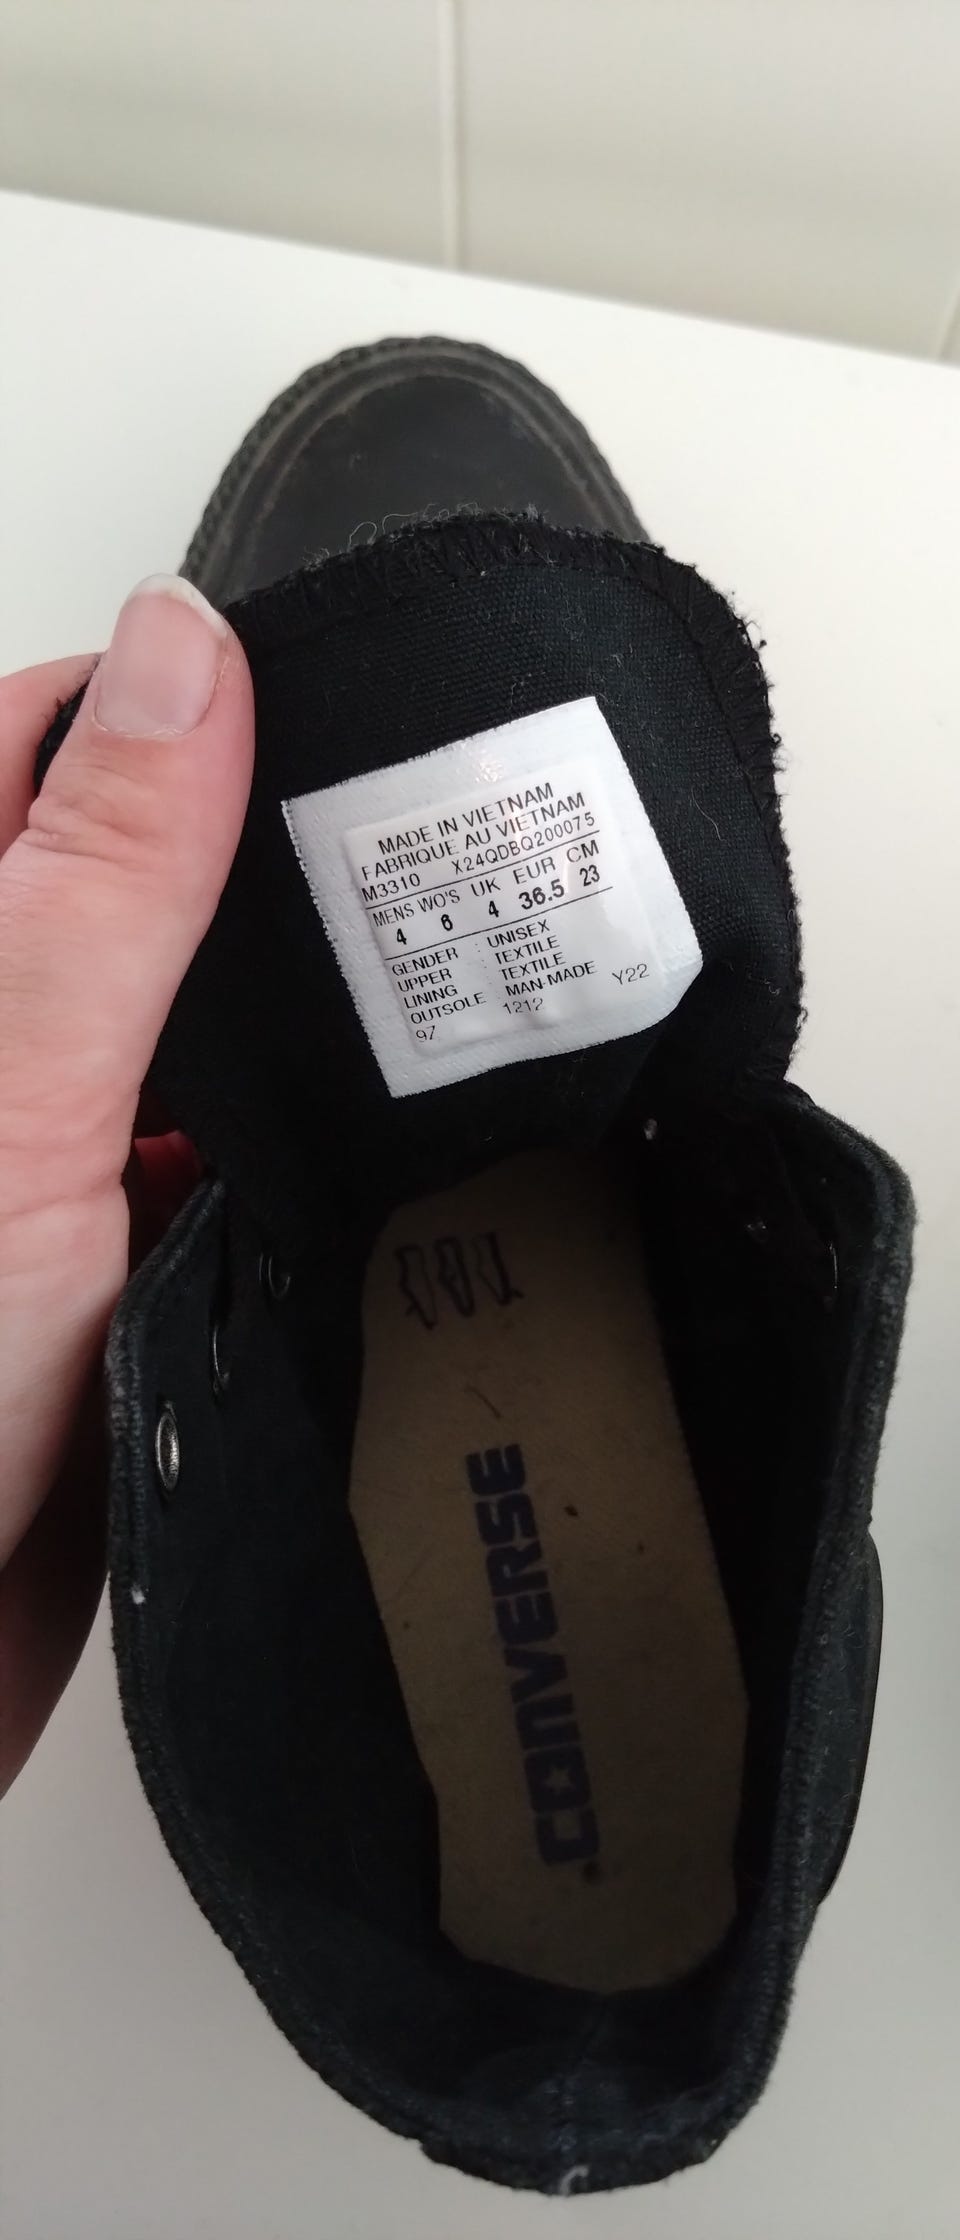 MADE IN VIETNAM
FABRIQUE AU VIETNAM
M3310 X24QDBQ200075
MENS WO'S UK EUR CM
4 6 4 36.5 23
GENDER : UNISEX
UPPER : TEXTILE
LINING : TEXTILE
OUTSOLE : MAN-MADE
97 1212 Y22
CONVERSE